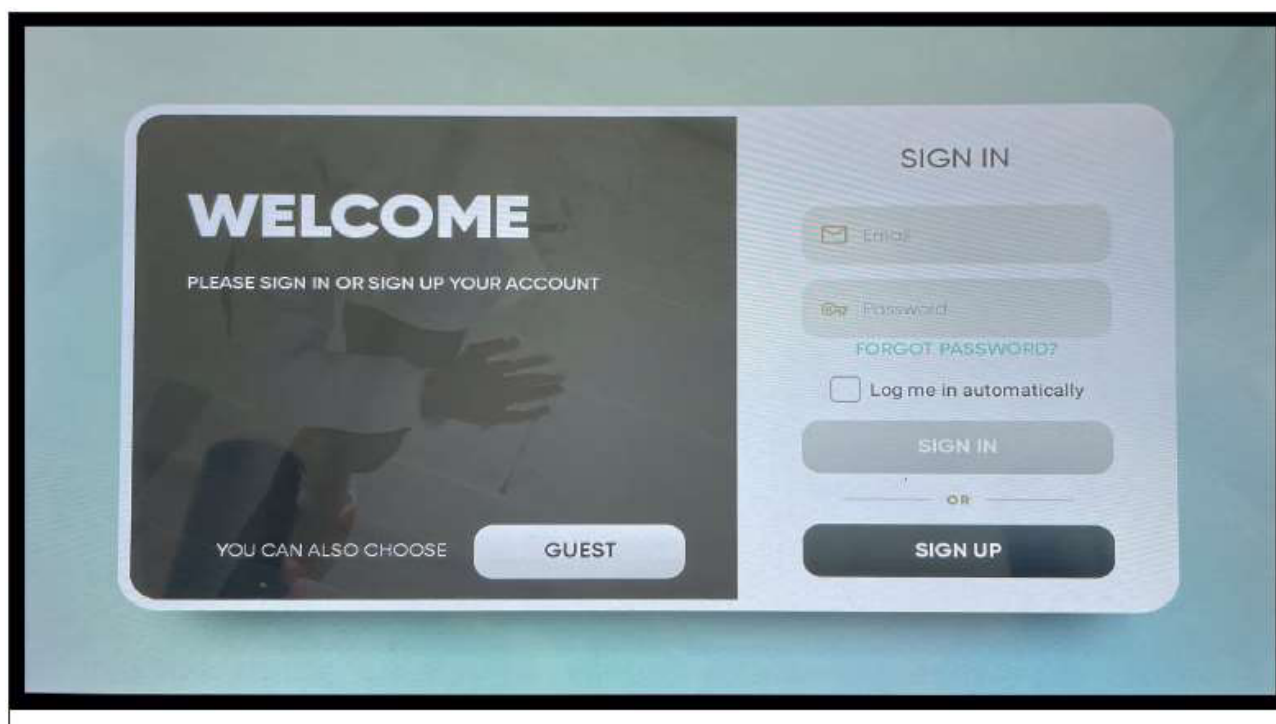 WELCOME
PLEASE SIGN IN OR SIGN UP YOUR ACCOUNT
YOU CAN ALSO CHOOSE
GUEST
SIGN IN
Email
Password
FORGOT PASSWORD?
Log me in automatically
SIGN IN
OR
SIGN UP